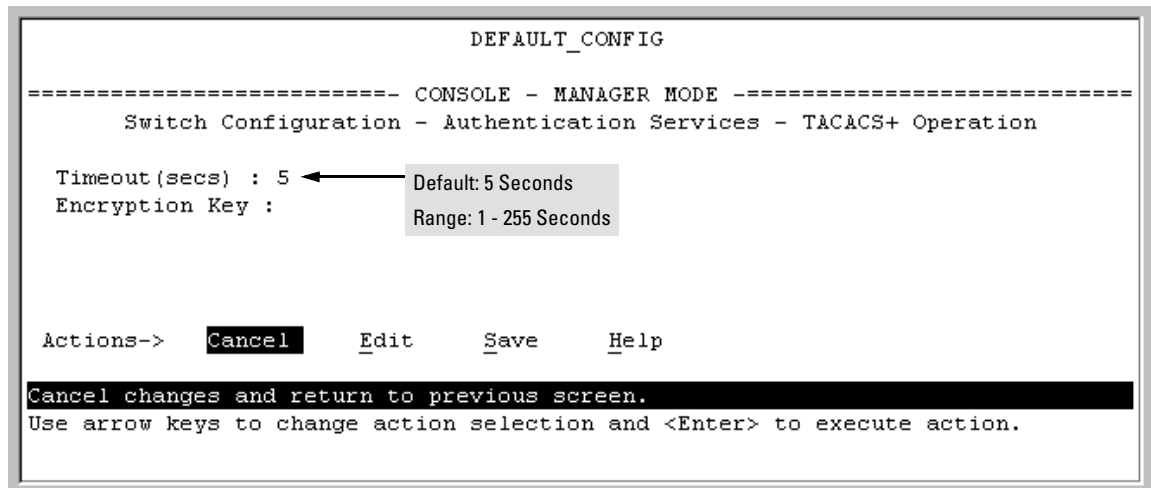 DEFAULT_CONFIG
===========================- CONSOLE - MANAGER MODE -============================
Switch Configuration - Authentication Services - TACACS+ Operation
Timeout(secs) : 5
Default: 5 Seconds
Encryption Key :
Range: 1 - 255 Seconds
Actions-> Cancel Edit Save Help
Cancel changes and return to previous screen.
Use arrow keys to change action selection and <Enter> to execute action.